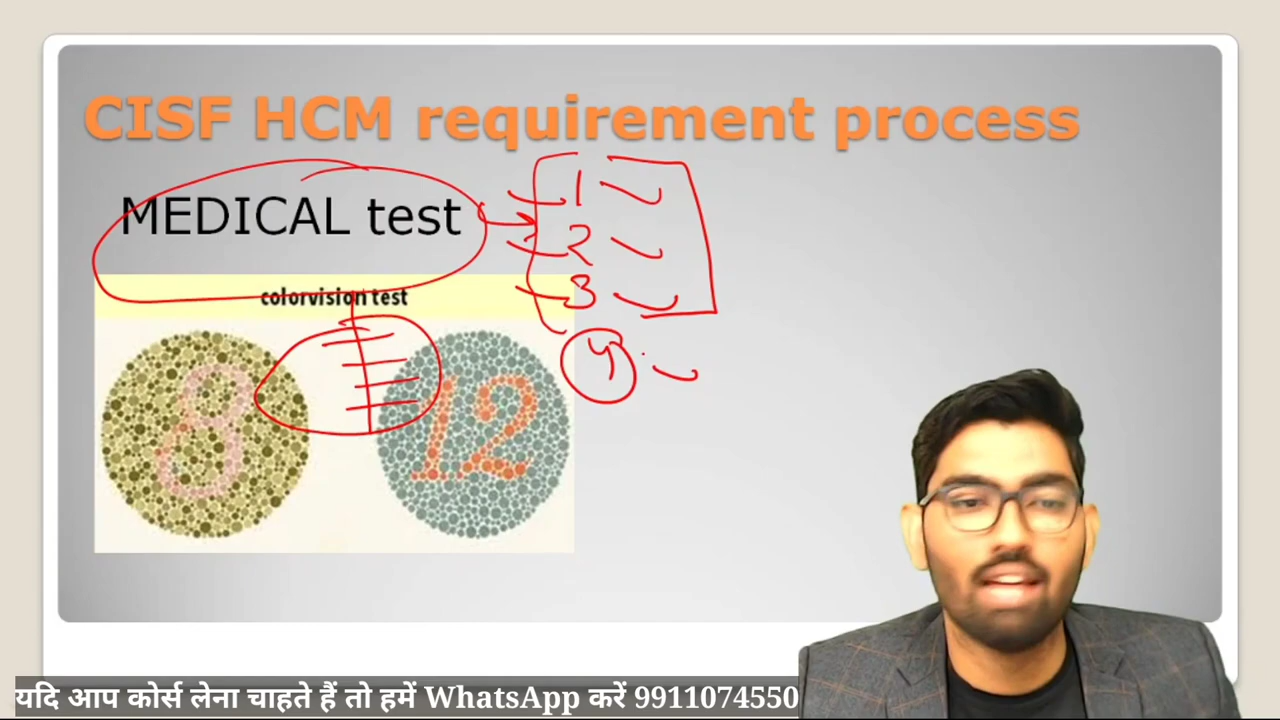 CISF HCM requirement process
MEDICAL test
1
2
3
4
colorvision test
8
12
यदि आप कोर्स लेना चाहते हैं तो हमें WhatsApp करें 9911074550